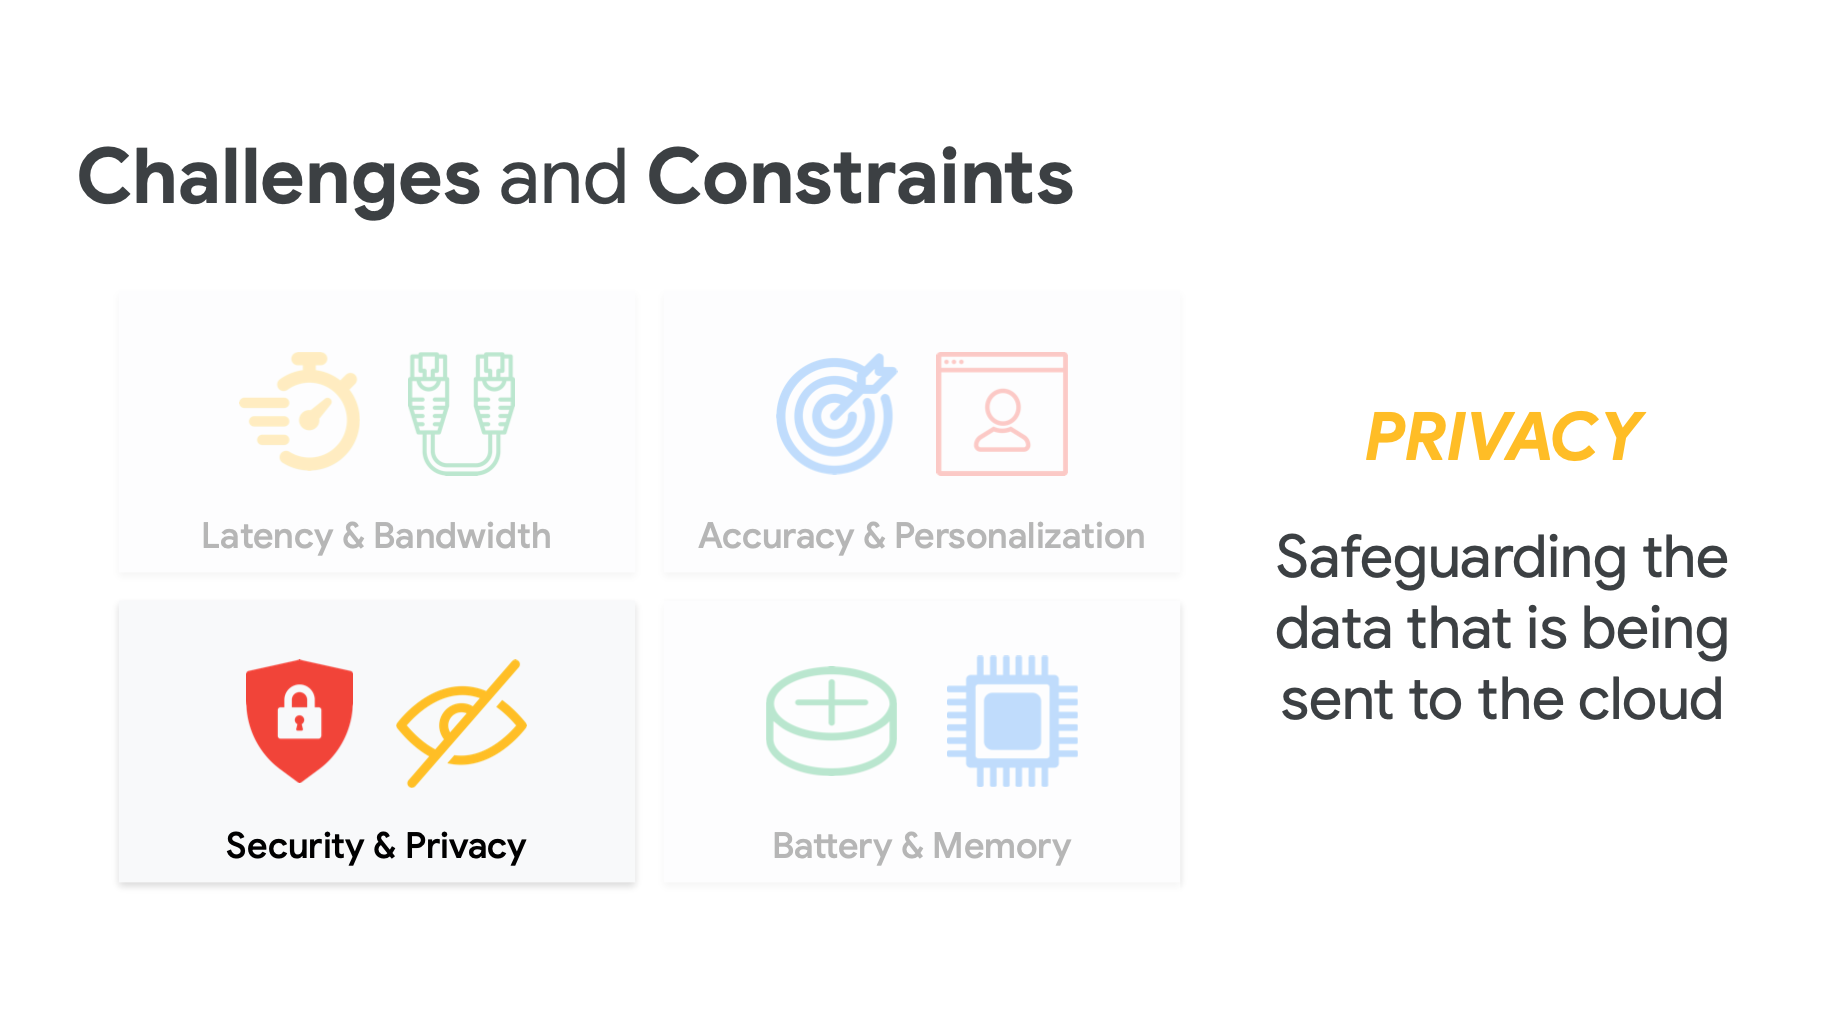 Challenges and Constraints
Latency & Bandwidth
Accuracy & Personalization
Security & Privacy
Battery & Memory
PRIVACY
Safeguarding the
data that is being
sent to the cloud